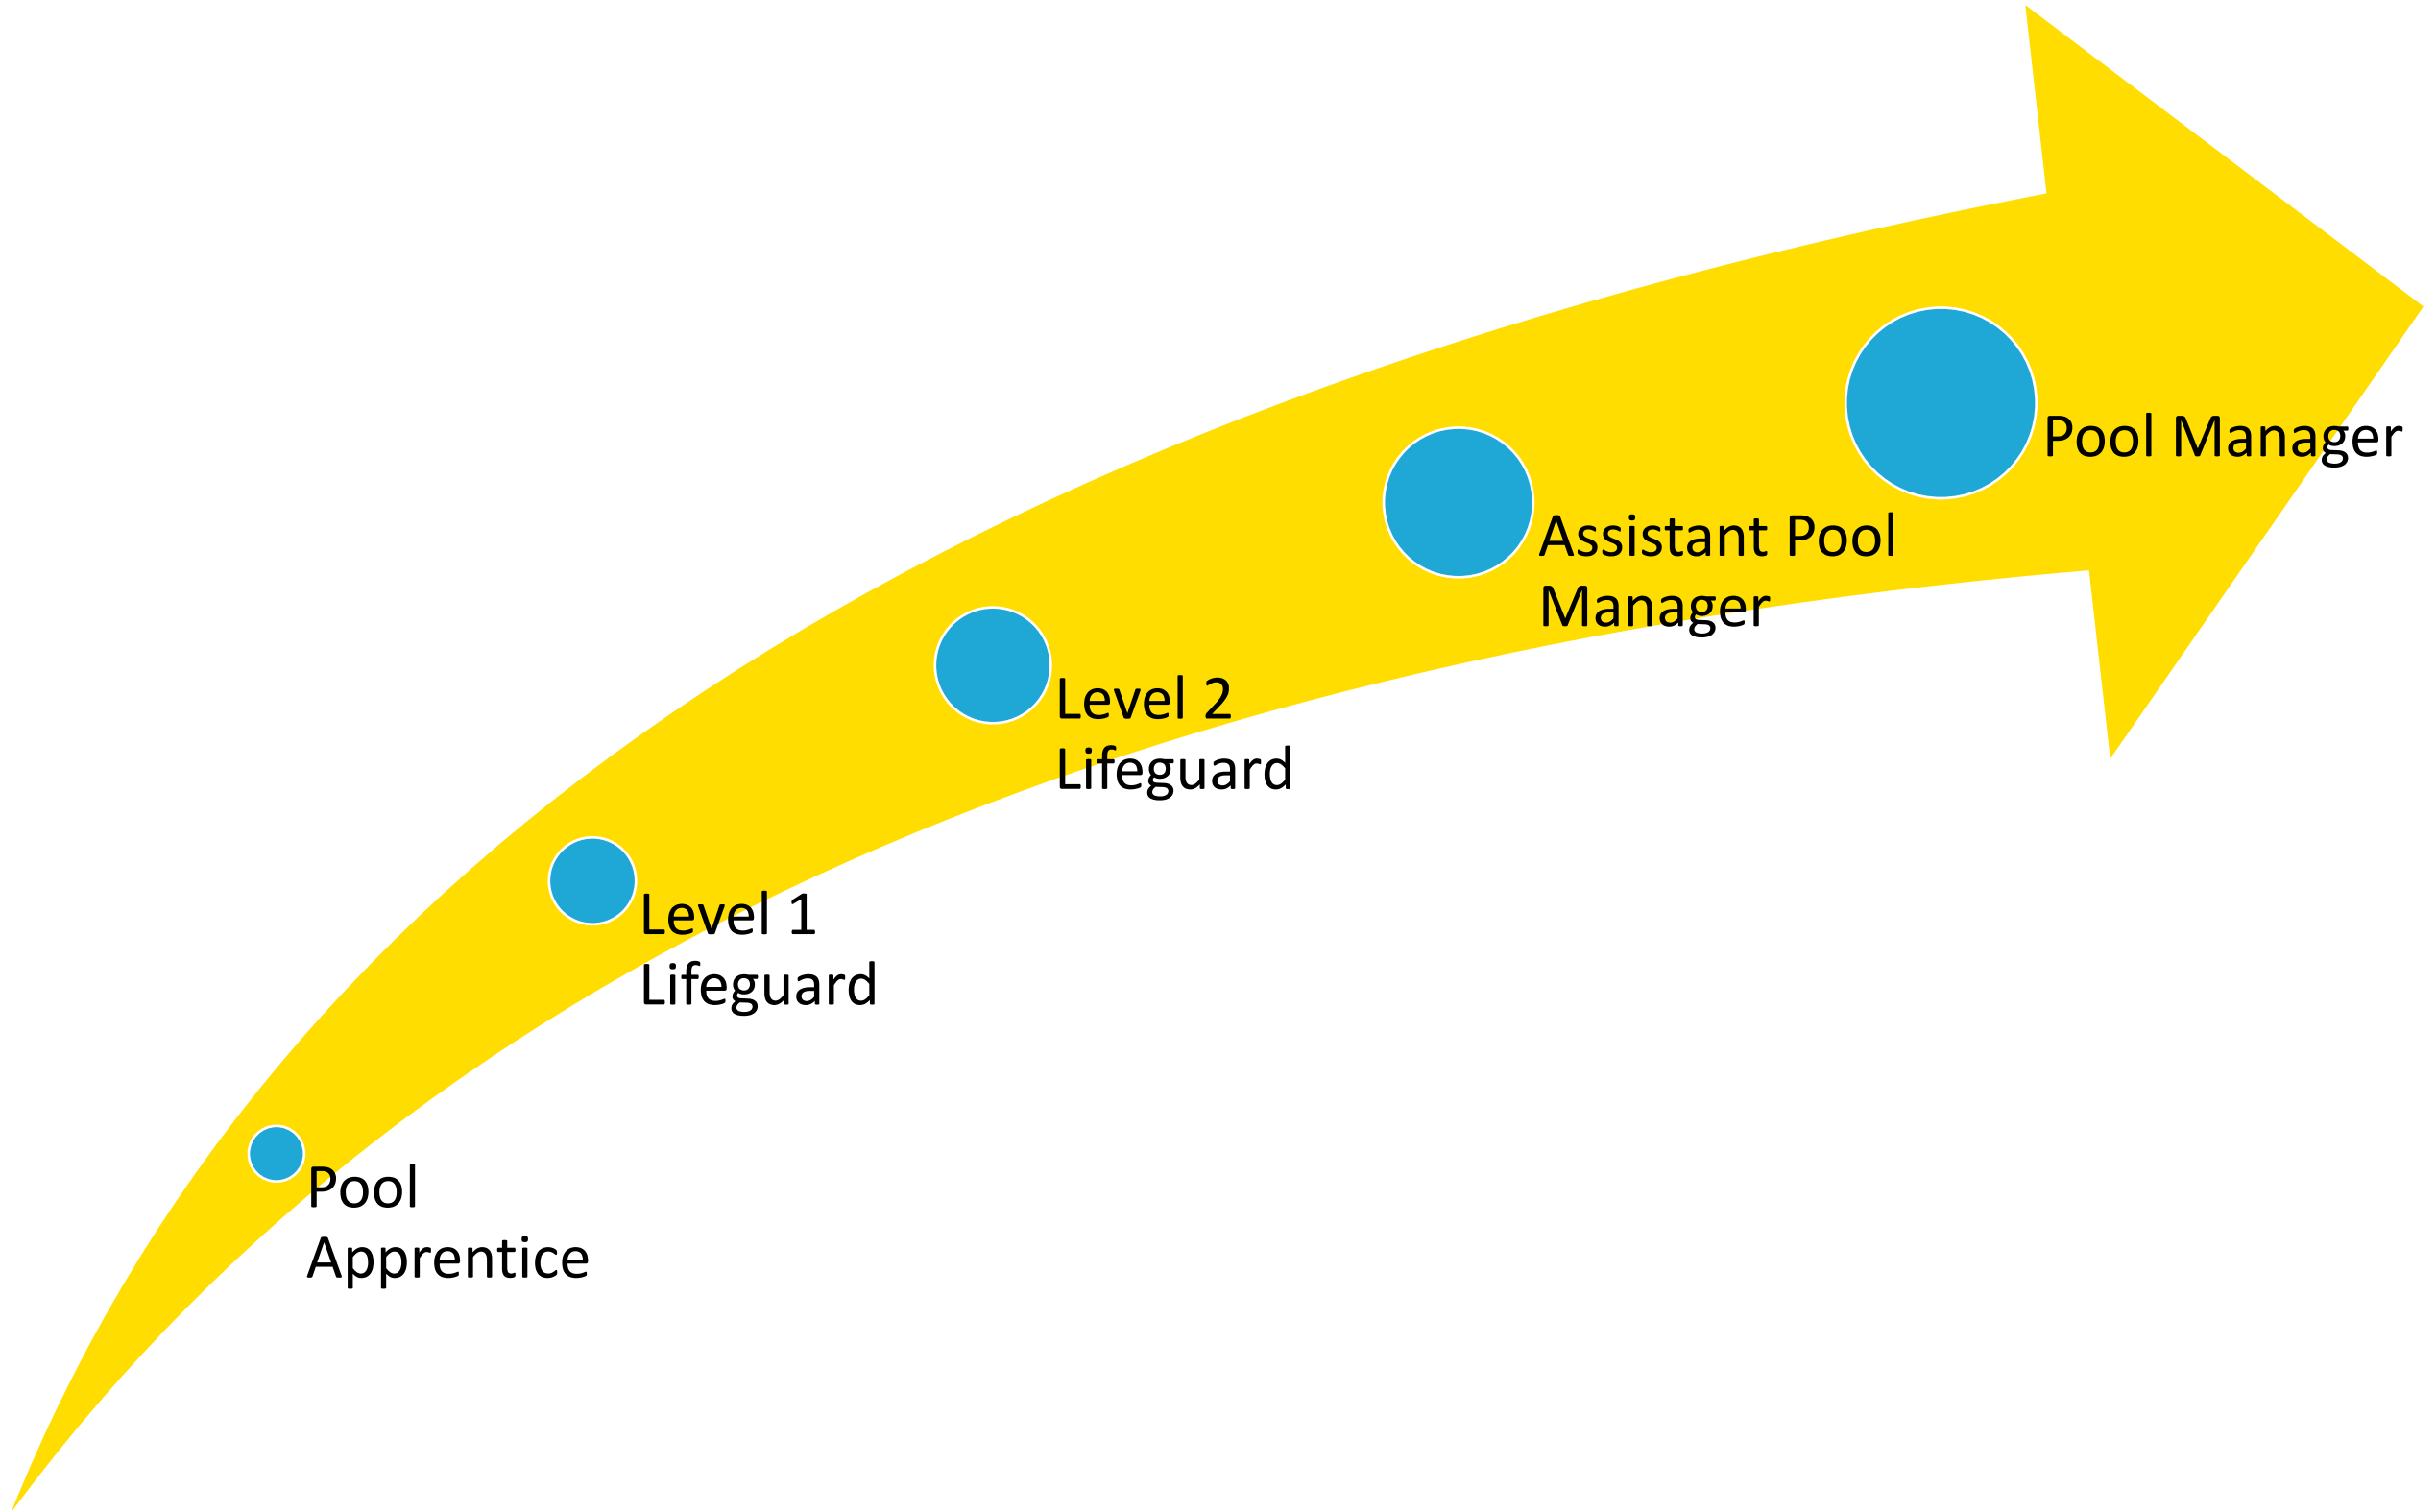 Pool Manager
Assistant Pool
Manager
Level 2
Lifeguard
Level 1
Lifeguard
Pool
Apprentice